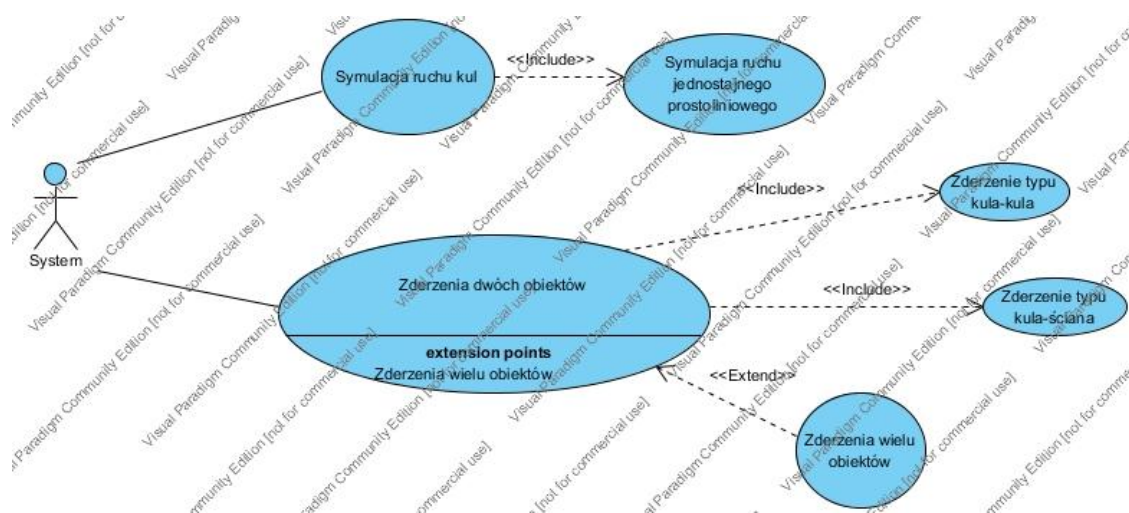 Symulacja ruchu kul
<<Include>>
Symulacja ruchu
jednostajnego
prostoliniowego
System
Zderzenia dwóch obiektów
extension points
Zderzenia wielu obiektów
<<Include>>
Zderzenie typu
kula-kula
<<Include>>
Zderzenie typu
kula-ściana
<<Extend>>
Zderzenia wielu
obiektów
Visual Paradigm Community Edition [not for commercial use]